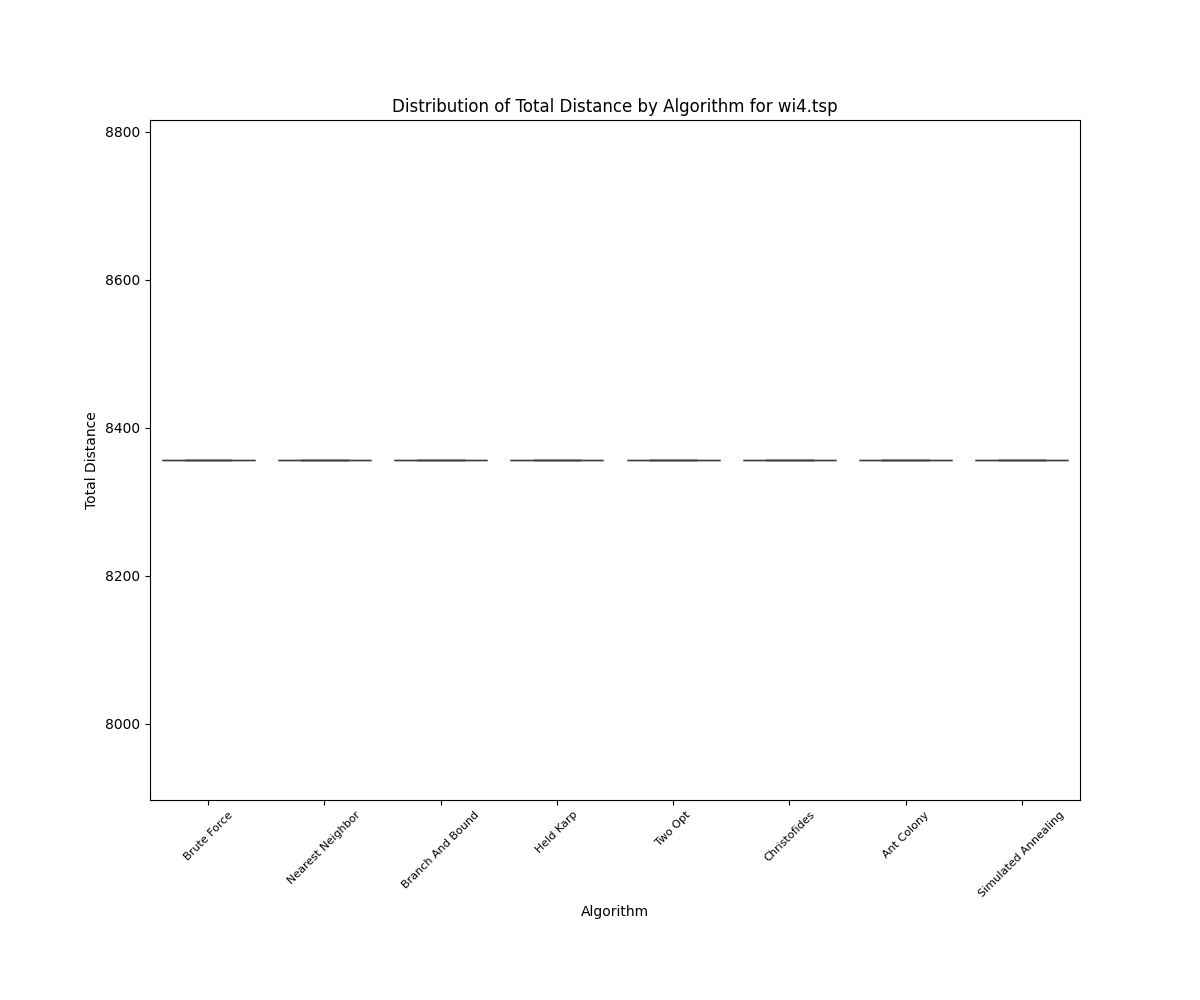 Distribution of Total Distance by Algorithm for wi4.tsp
8800
8600
8400
8200
8000
Total Distance
Brute Force
Nearest Neighbor
Branch And Bound
Held Karp
Two Opt
Christofides
Ant Colony
Simulated Annealing
Algorithm